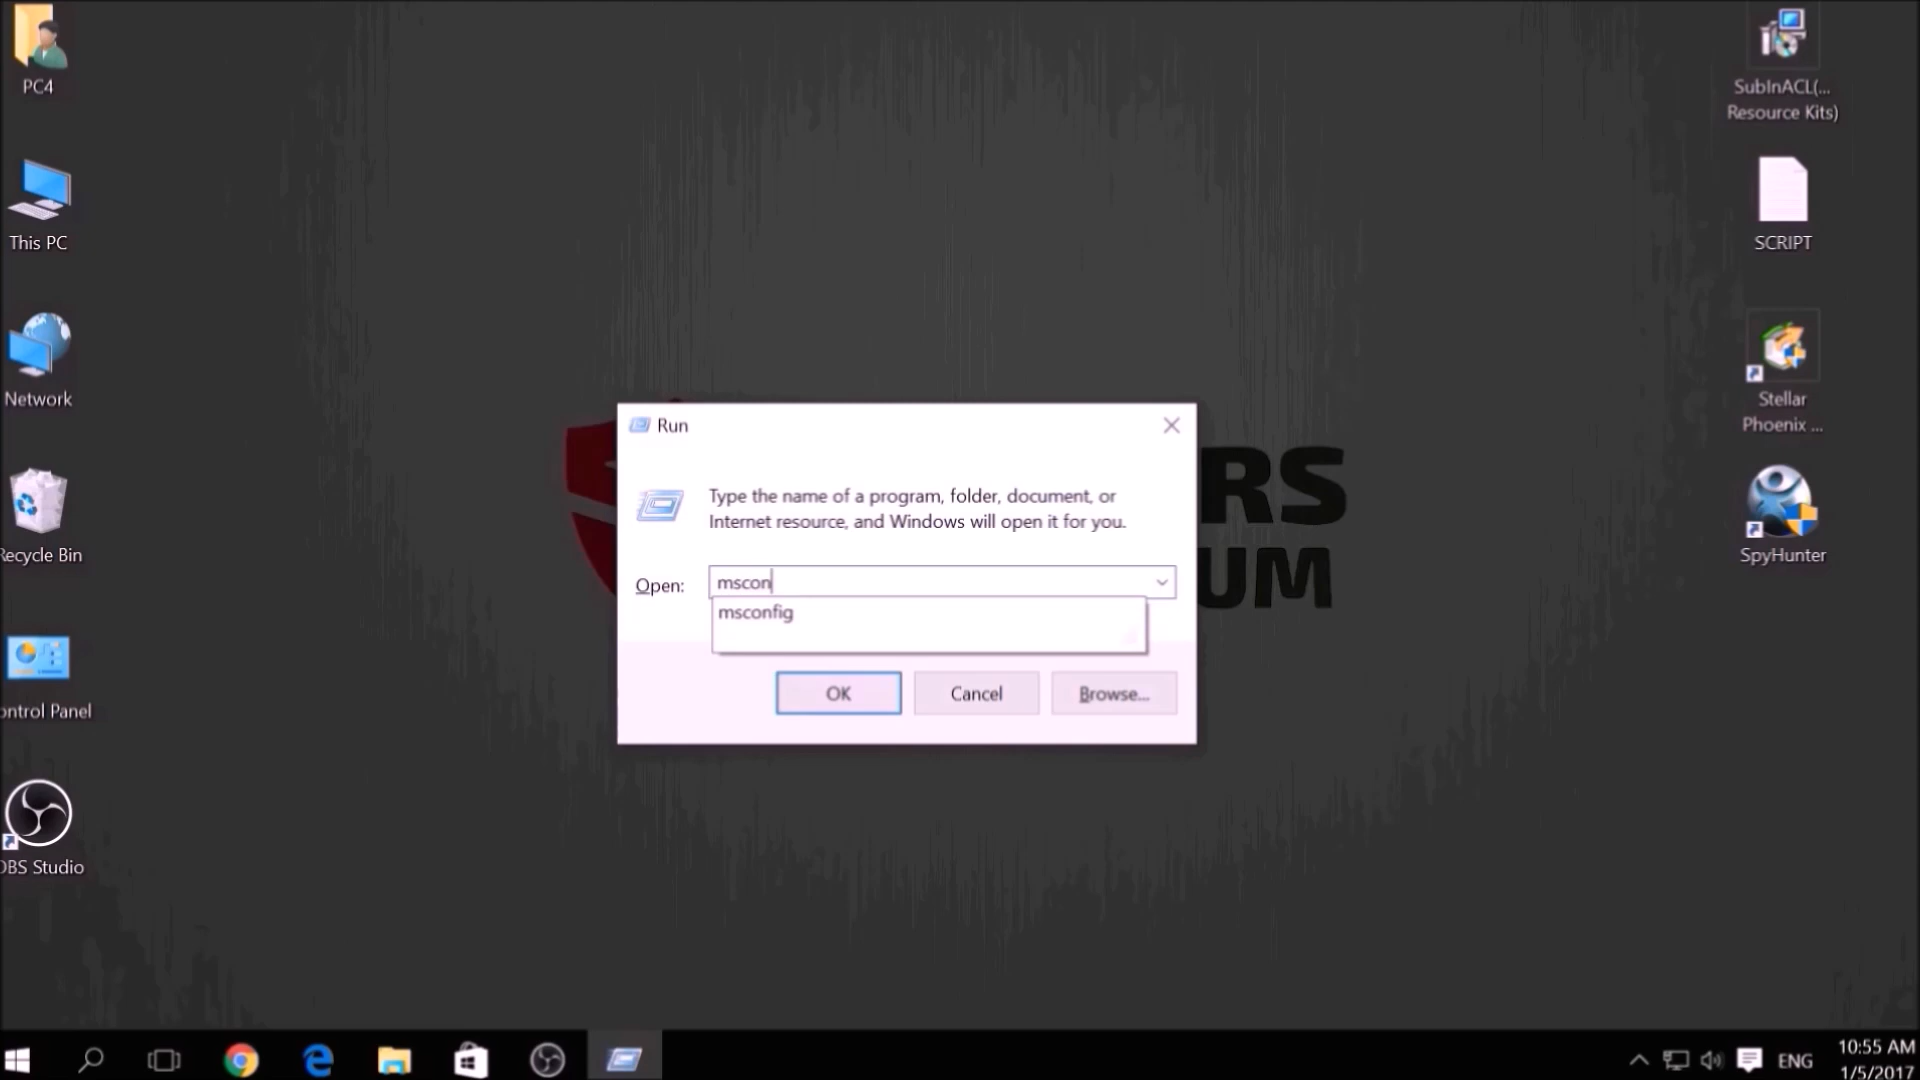 PC4
This PC
Network
Recycle Bin
ontrol Panel
OBS Studio
SubInACL(...
Resource Kits)
SCRIPT
Stellar
Phoenix ...
SpyHunter
RS
UM
Run
Type the name of a program, folder, document, or
Internet resource, and Windows will open it for you.
Open:
mscon
msconfig
OK
Cancel
Browse...
ENG
10:55 AM
1/5/2017